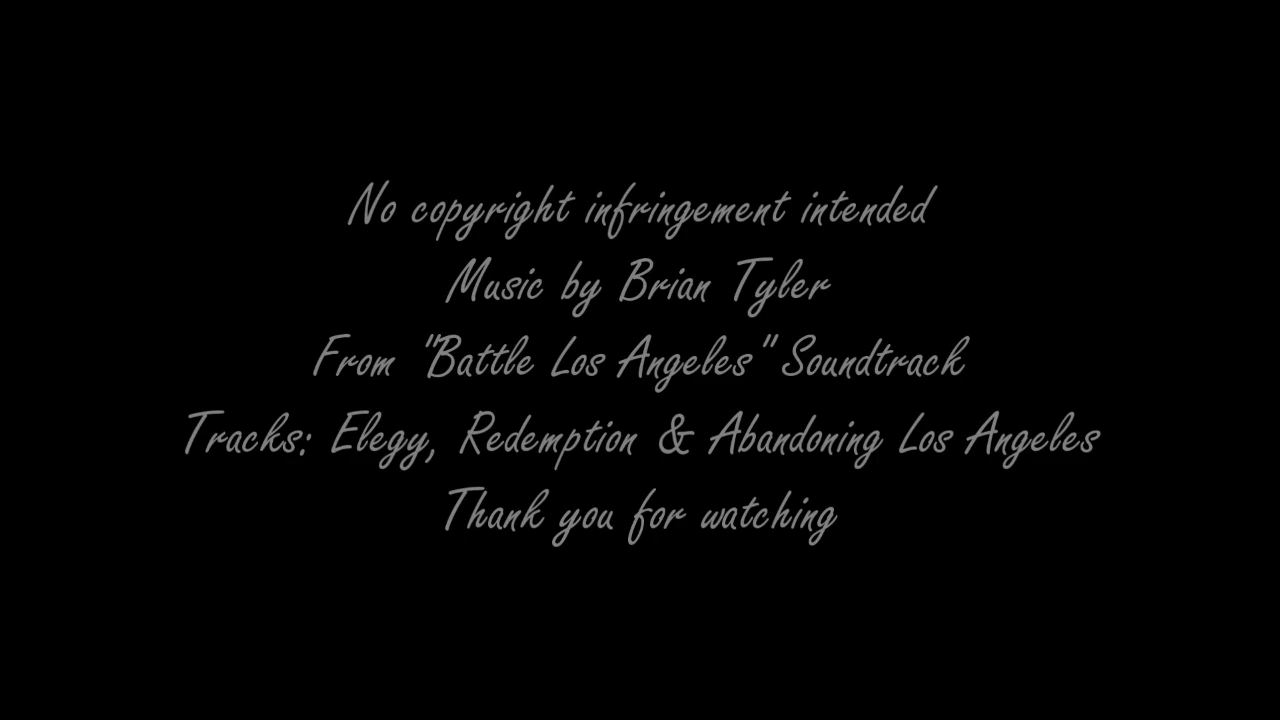 No copyright infringement intended
Music by Brian Tyler
From "Battle Los Angeles" Soundtrack
Tracks: Elegy, Redemption & Abandoning Los Angeles
Thank you for watching